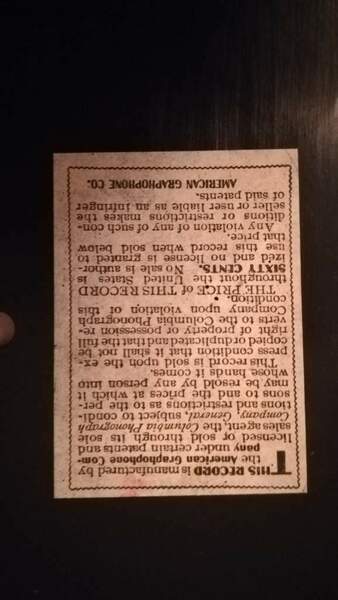 THIS RECORD is manufactured by
the American Graphophone Com-
pany under certain patents and
licensed or sold through its sole
sales agent, the Columbia Phonograph
Company, General, subject to condi-
tions and restrictions as to the per-
sons to and the prices at which it
may be resold by any person into
whose hands it comes.
This record is sold upon the ex-
press condition that it shall not be
copied or duplicated and that the full
right of property or possession re-
verts to the Columbia Phonograph
Company upon violation of this
condition.
THE PRICE of THIS RECORD
throughout the United States is
SIXTY CENTS. No sale is author-
ized and no license is granted to
use this record when sold below
that price.
Any violation of any of such con-
ditions or restrictions makes the
seller or user liable as an infringer
of said patents.
AMERICAN GRAPHOPHONE CO.